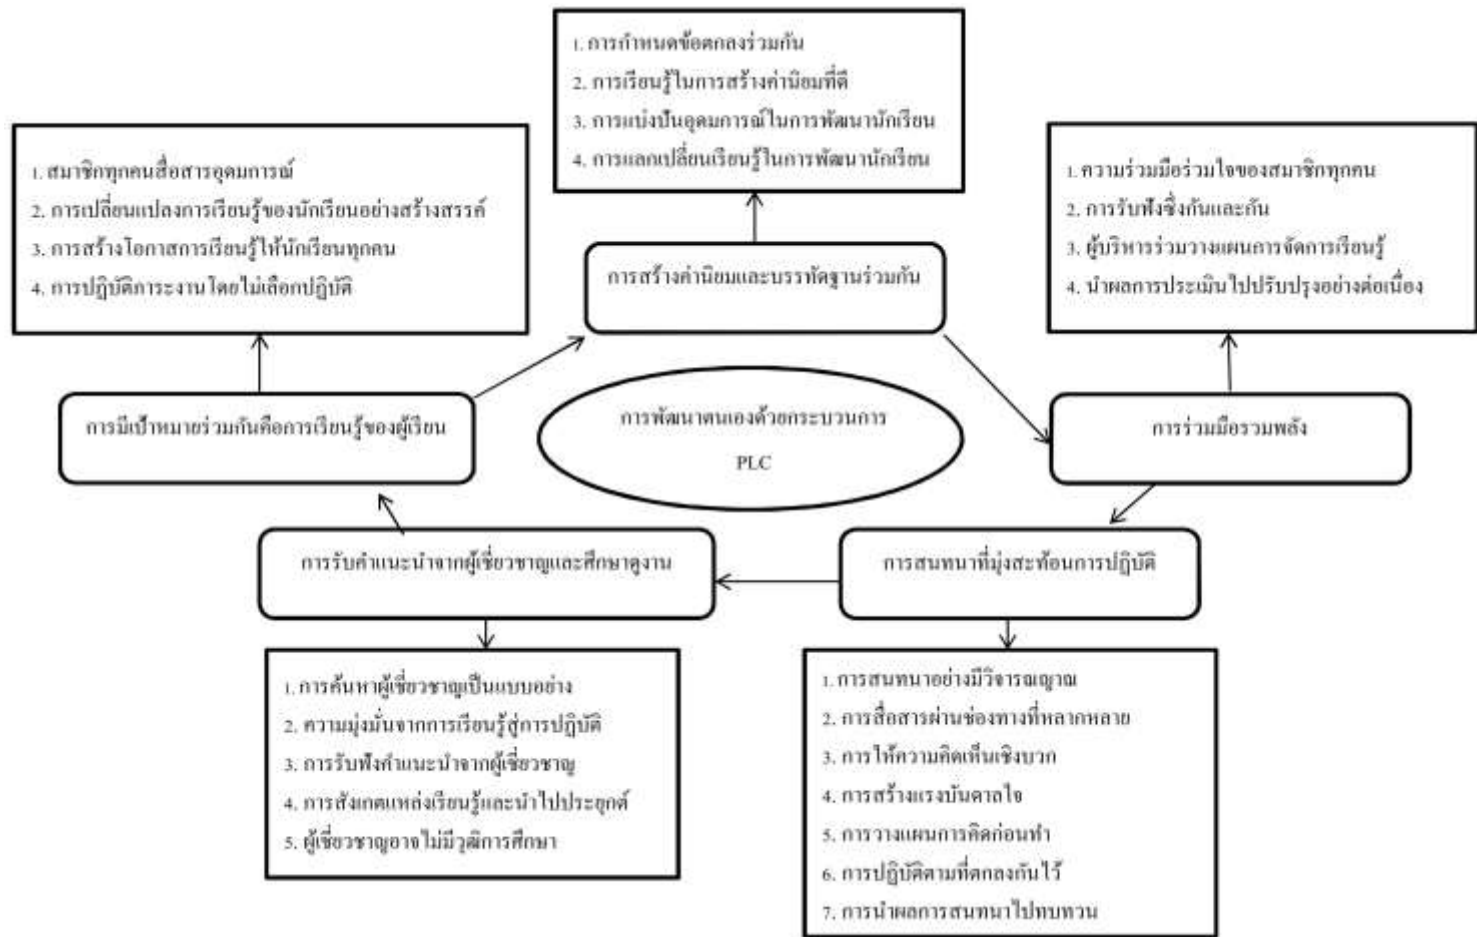 1. การกำหนดข้อตกลงร่วมกัน
2. การเรียนรู้ในการสร้างค่านิยมที่ดี
3. การแบ่งปันอุดมการณ์ในการพัฒนานักเรียน
4. การแลกเปลี่ยนเรียนรู้ในการพัฒนานักเรียน
1. สมาชิกทุกคนสื่อสารอุดมการณ์
2. การเปลี่ยนแปลงการเรียนรู้ของนักเรียนอย่างสร้างสรรค์
3. การสร้างโอกาสการเรียนรู้ให้นักเรียนทุกคน
4. การปฏิบัติภาระงานโดยไม่เลือกปฏิบัติ
1. ความร่วมมือร่วมใจของสมาชิกทุกคน
2. การรับฟังซึ่งกันและกัน
3. ผู้บริหารร่วมวางแผนการจัดการเรียนรู้
4. นำผลการประเมินไปปรับปรุงอย่างต่อเนื่อง
การสร้างค่านิยมและบรรทัดฐานร่วมกัน
การมีเป้าหมายร่วมกันคือการเรียนรู้ของผู้เรียน
การพัฒนาตนเองด้วยกระบวนการ
PLC
การร่วมมือรวมพลัง
การรับคำแนะนำจากผู้เชี่ยวชาญและศึกษาดูงาน
การสนทนาที่มุ่งสะท้อนการปฏิบัติ
1. การค้นหาผู้เชี่ยวชาญเป็นแบบอย่าง
2. ความมุ่งมั่นจากการเรียนรู้สู่การปฏิบัติ
3. การรับฟังคำแนะนำจากผู้เชี่ยวชาญ
4. การสังเกตแหล่งเรียนรู้และนำไปประยุกต์
5. ผู้เชี่ยวชาญอาจไม่มีวุฒิการศึกษา
1. การสนทนาอย่างมีวิจารณญาณ
2. การสื่อสารผ่านช่องทางที่หลากหลาย
3. การให้ความคิดเห็นเชิงบวก
4. การสร้างแรงบันดาลใจ
5. การวางแผนการคิดก่อนทำ
6. การปฏิบัติตามที่ตกลงกันไว้
7. การนำผลการสนทนาไปทบทวน